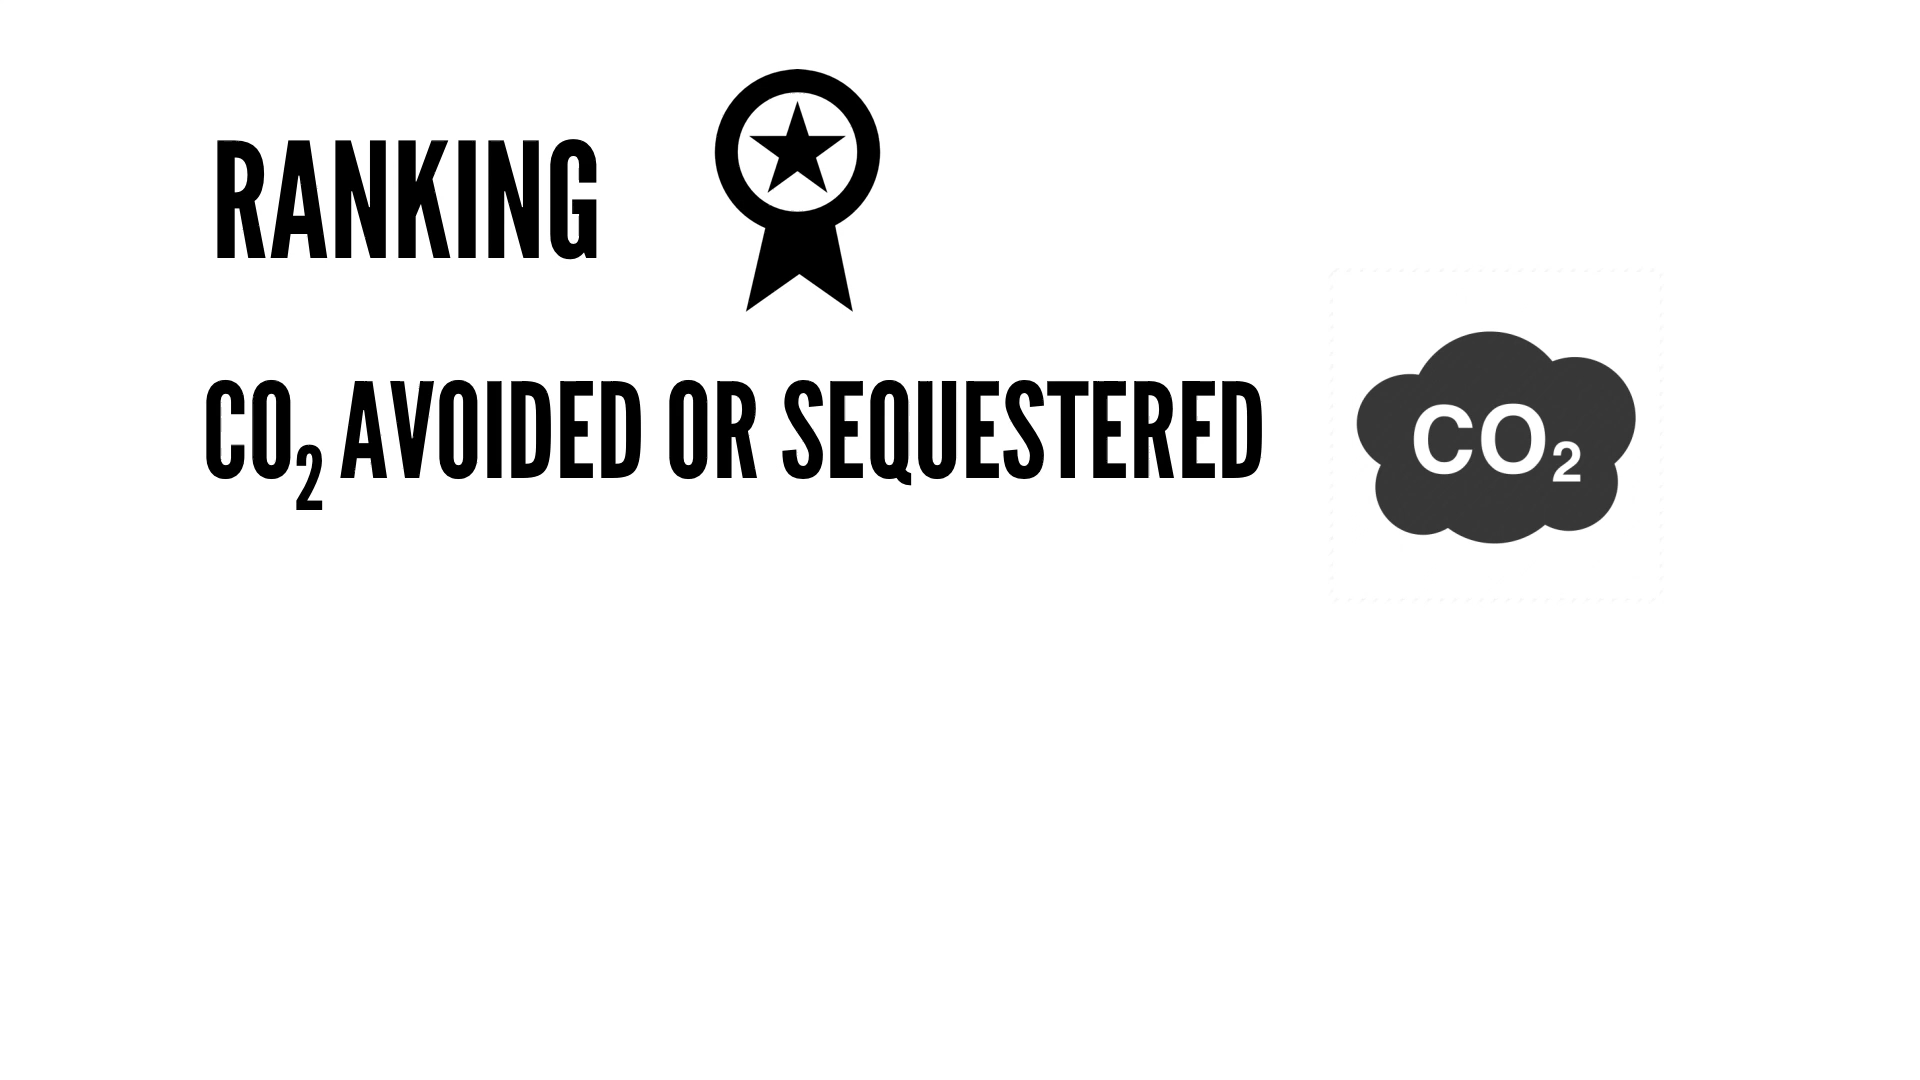 RANKING
CO₂ AVOIDED OR SEQUESTERED
CO₂